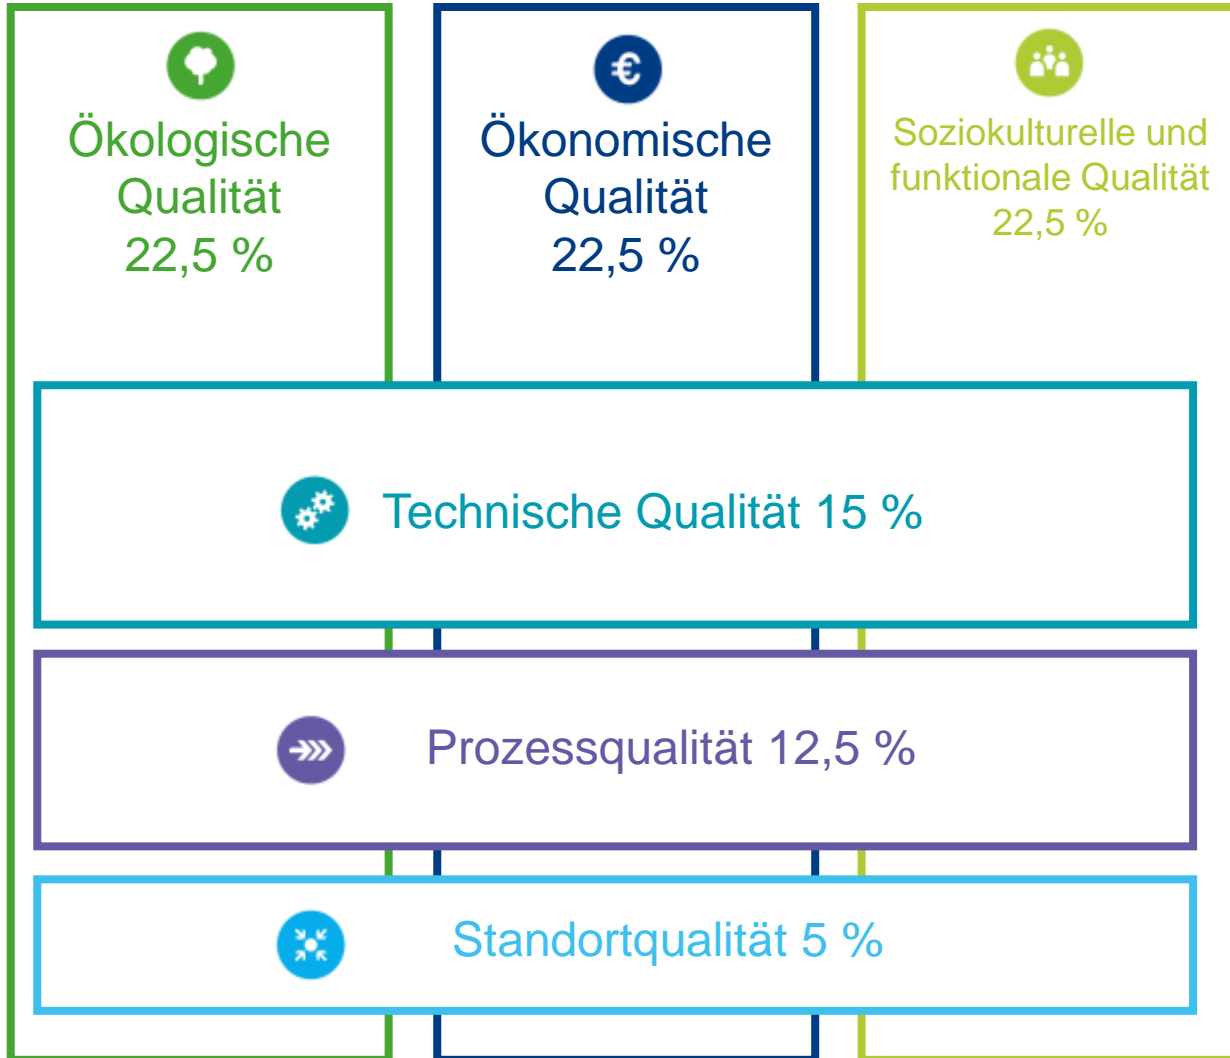 Ökologische
Qualität
22,5 %
€
Ökonomische
Qualität
22,5 %
Soziokulturelle und
funktionale Qualität
22,5 %
Technische Qualität 15 %
Prozessqualität 12,5 %
Standortqualität 5 %